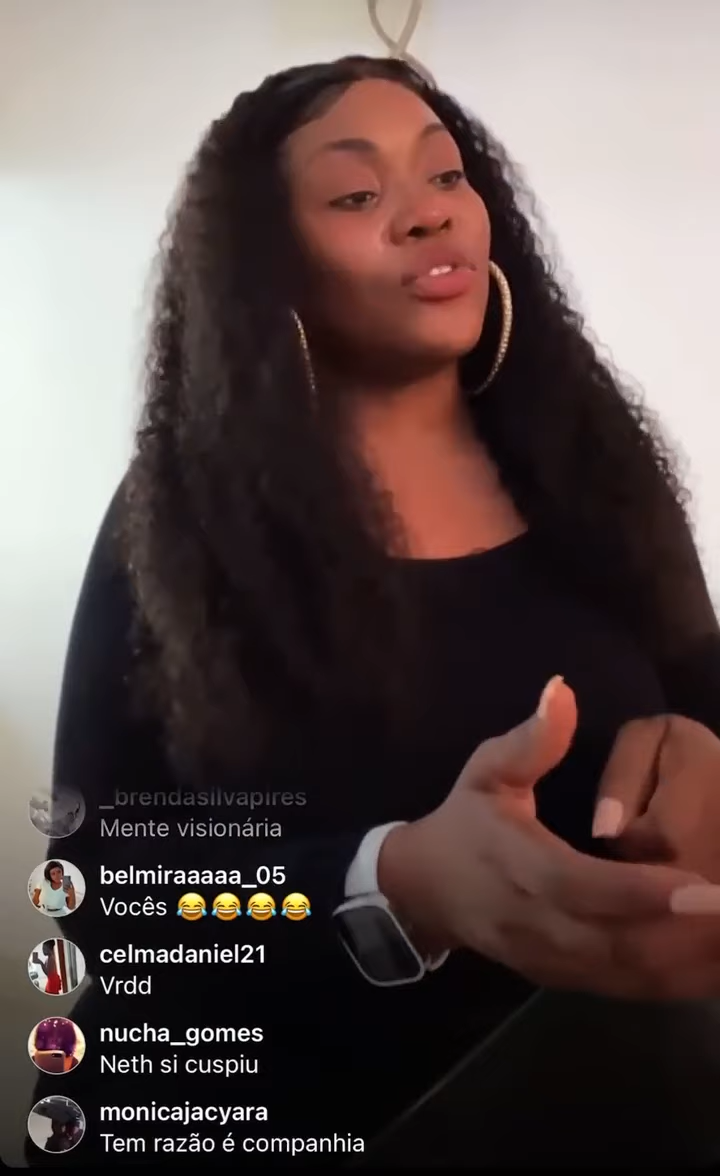 _brendasilvapires
Mente visionária
belmiraaaaa_05
Vocês 😂😂😂😂
celmadaniel21
Vrdd
nucha_gomes
Neth si cuspiu
monicajacyara
Tem razão é companhia